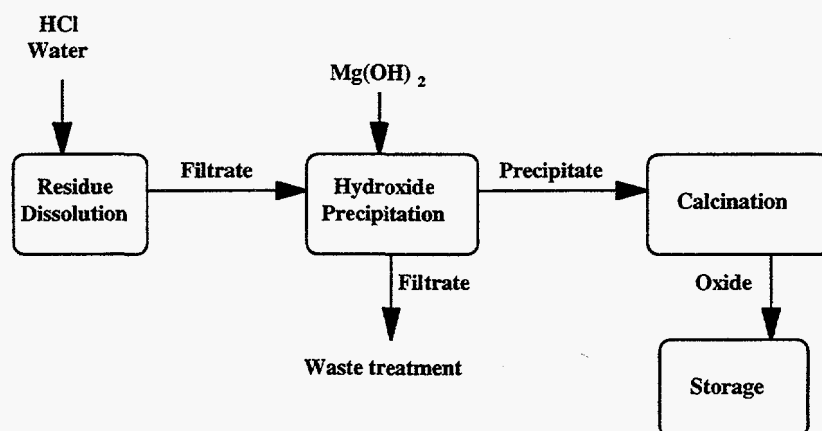 HCl
Water
Mg(OH) 2
Residue
Dissolution
Filtrate
Hydroxide
Precipitation
Precipitate
Calcination
Filtrate
Oxide
Waste treatment
Storage